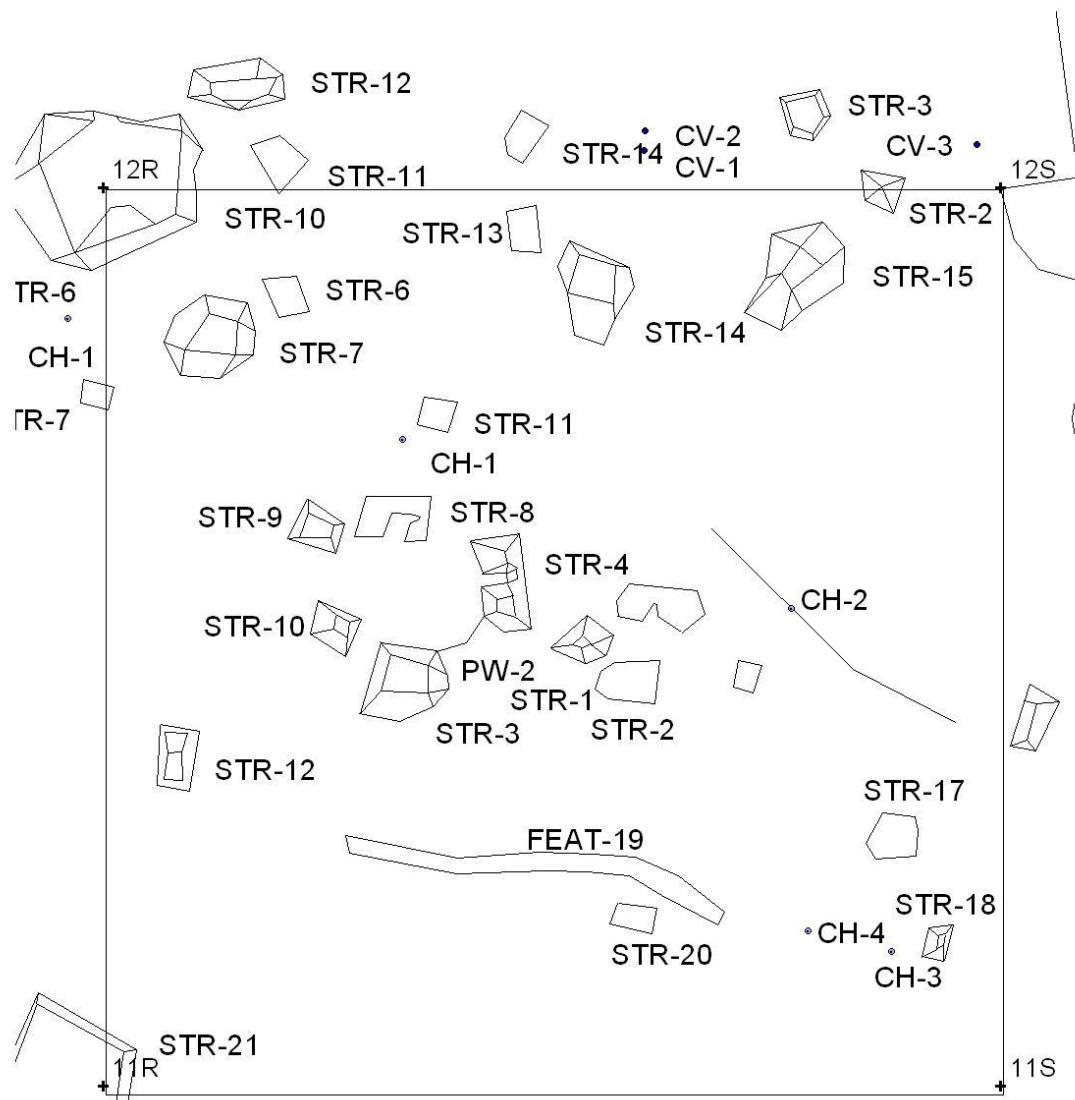 STR-12
STR-3
CV-2
STR-14
CV-3
CV-1
12R
12S
STR-11
STR-10
STR-2
STR-13
STR-15
TR-6
STR-6
STR-14
CH-1
STR-7
TR-7
STR-11
CH-1
STR-9
STR-8
STR-4
CH-2
STR-10
PW-2
STR-1
STR-3
STR-2
STR-12
STR-17
FEAT-19
STR-18
CH-4
STR-20
CH-3
STR-21
11R
11S